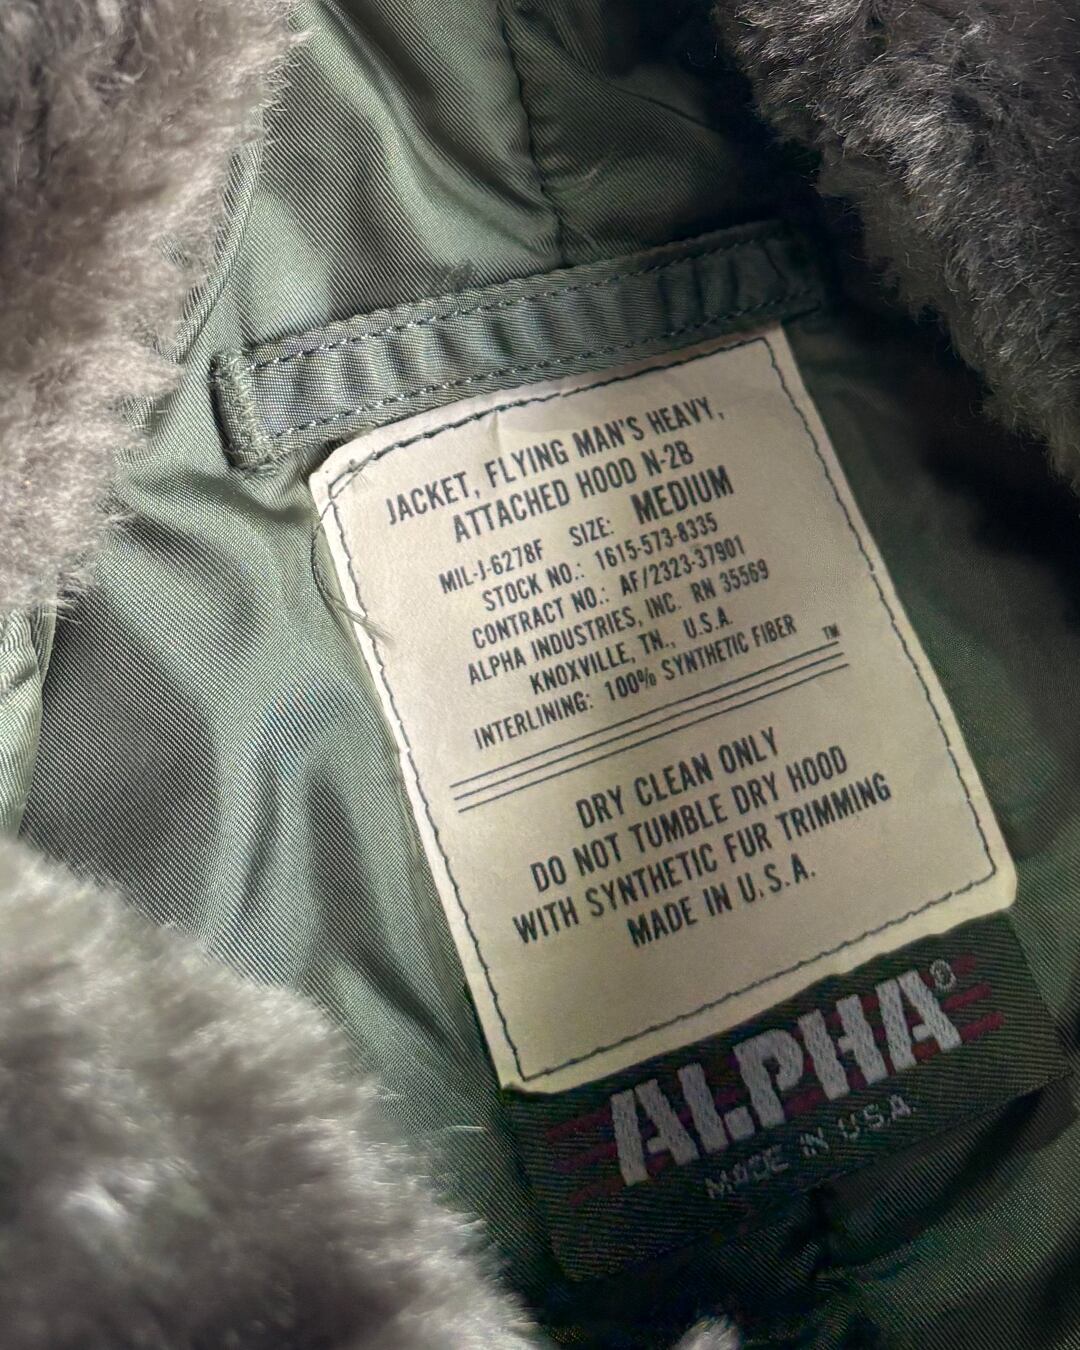 JACKET, FLYING MAN'S HEAVY,
ATTACHED HOOD N-2B
MIL-J-6278F SIZE: MEDIUM
STOCK NO.: 1615-573-8335
CONTRACT NO.: AF/2323-37901
ALPHA INDUSTRIES, INC. RN 35569
KNOXVILLE, TN., U.S.A.
INTERLINING: 100% SYNTHETIC FIBER ™
DRY CLEAN ONLY
DO NOT TUMBLE DRY HOOD
WITH SYNTHETIC FUR TRIMMING
MADE IN U.S.A.
ALPHA®
MADE IN U.S.A.